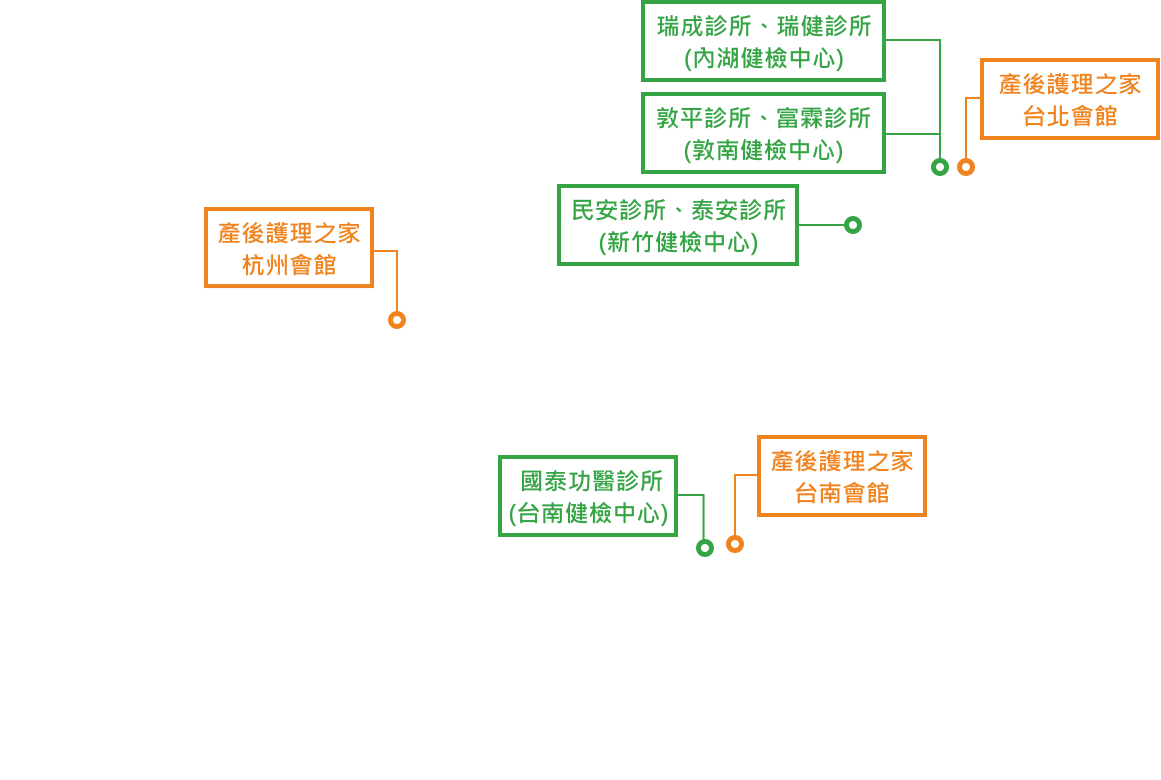 瑞成診所、瑞健診所
(內湖健檢中心)
產後護理之家
台北會館
敦平診所、富霖診所
(敦南健檢中心)
民安診所、泰安診所
(新竹健檢中心)
產後護理之家
杭州會館
產後護理之家
台南會館
國泰功醫診所
(台南健檢中心)